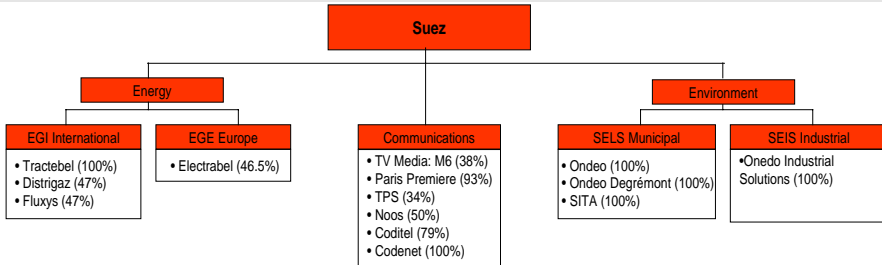 Suez
Energy
Environment
EGI International
• Tractebel (100%)
• Distrigaz (47%)
• Fluxys (47%)
EGE Europe
• Electrabel (46.5%)
Communications
• TV Media: M6 (38%)
• Paris Premiere (93%)
• TPS (34%)
• Noos (50%)
• Coditel (79%)
• Codenet (100%)
SELS Municipal
• Ondeo (100%)
• Ondeo Degrémont (100%)
• SITA (100%)
SEIS Industrial
•Onedo Industrial
Solutions (100%)